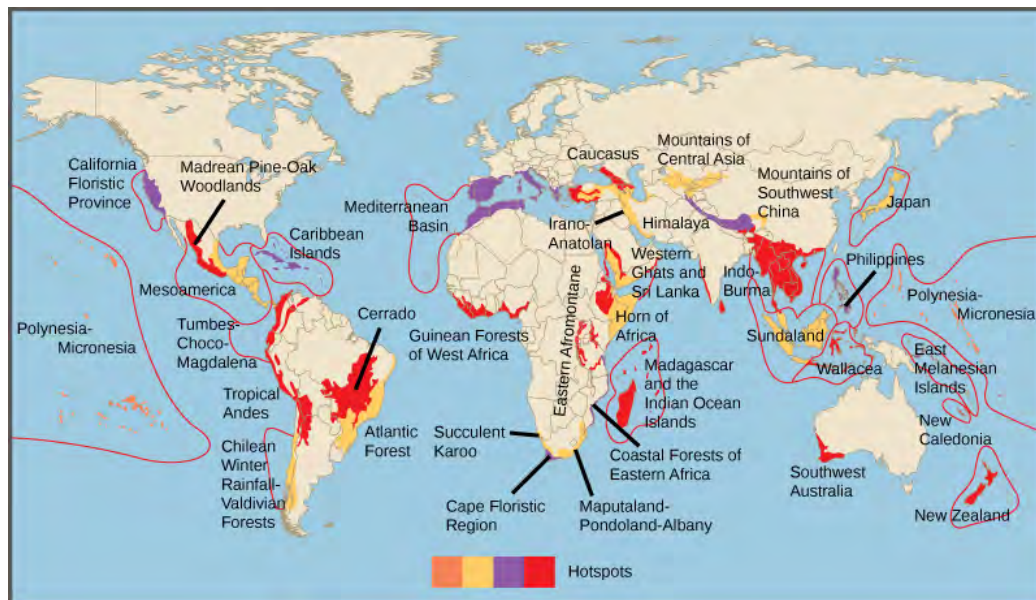 California
Floristic
Province
Madrean Pine-Oak
Woodlands
Caribbean
Islands
Mesoamerica
Polynesia-
Micronesia
Tumbes-
Choco-
Magdalena
Cerrado
Tropical
Andes
Atlantic
Forest
Chilean
Winter
Rainfall-
Valdivian
Forests
Mediterranean
Basin
Caucasus
Irano-
Anatolan
Mountains of
Central Asia
Mountains of
Southwest
China
Himalaya
Japan
Western
Ghats and
Sri Lanka
Indo-
Burma
Philippines
Guinean Forests
of West Africa
Eastern Afromontane
Horn of
Africa
Sundaland
Wallacea
Polynesia-
Micronesia
East
Melanesian
Islands
Madagascar
and the
Indian Ocean
Islands
New
Caledonia
Succulent
Karoo
Coastal Forests of
Eastern Africa
Cape Floristic
Region
Maputaland-
Pondoland-Albany
Southwest
Australia
New Zealand
Hotspots